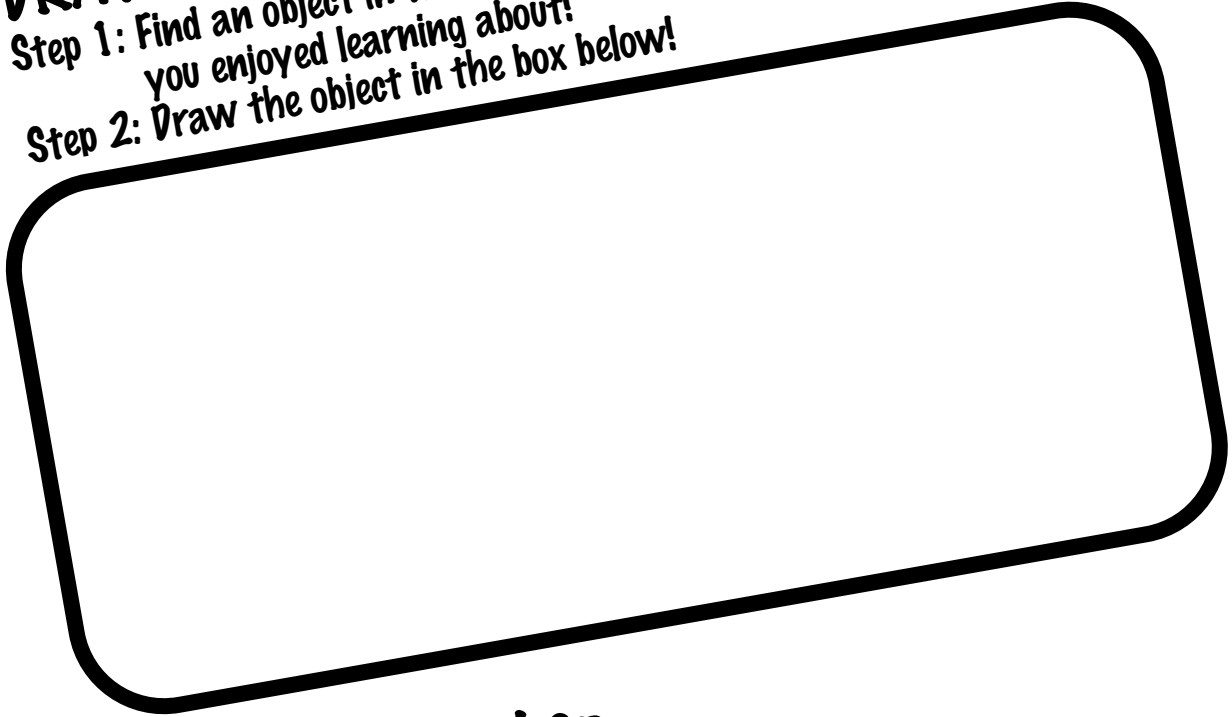 Step 1: Find an object in
you enjoyed learning about!
Step 2: Draw the object in the box below!